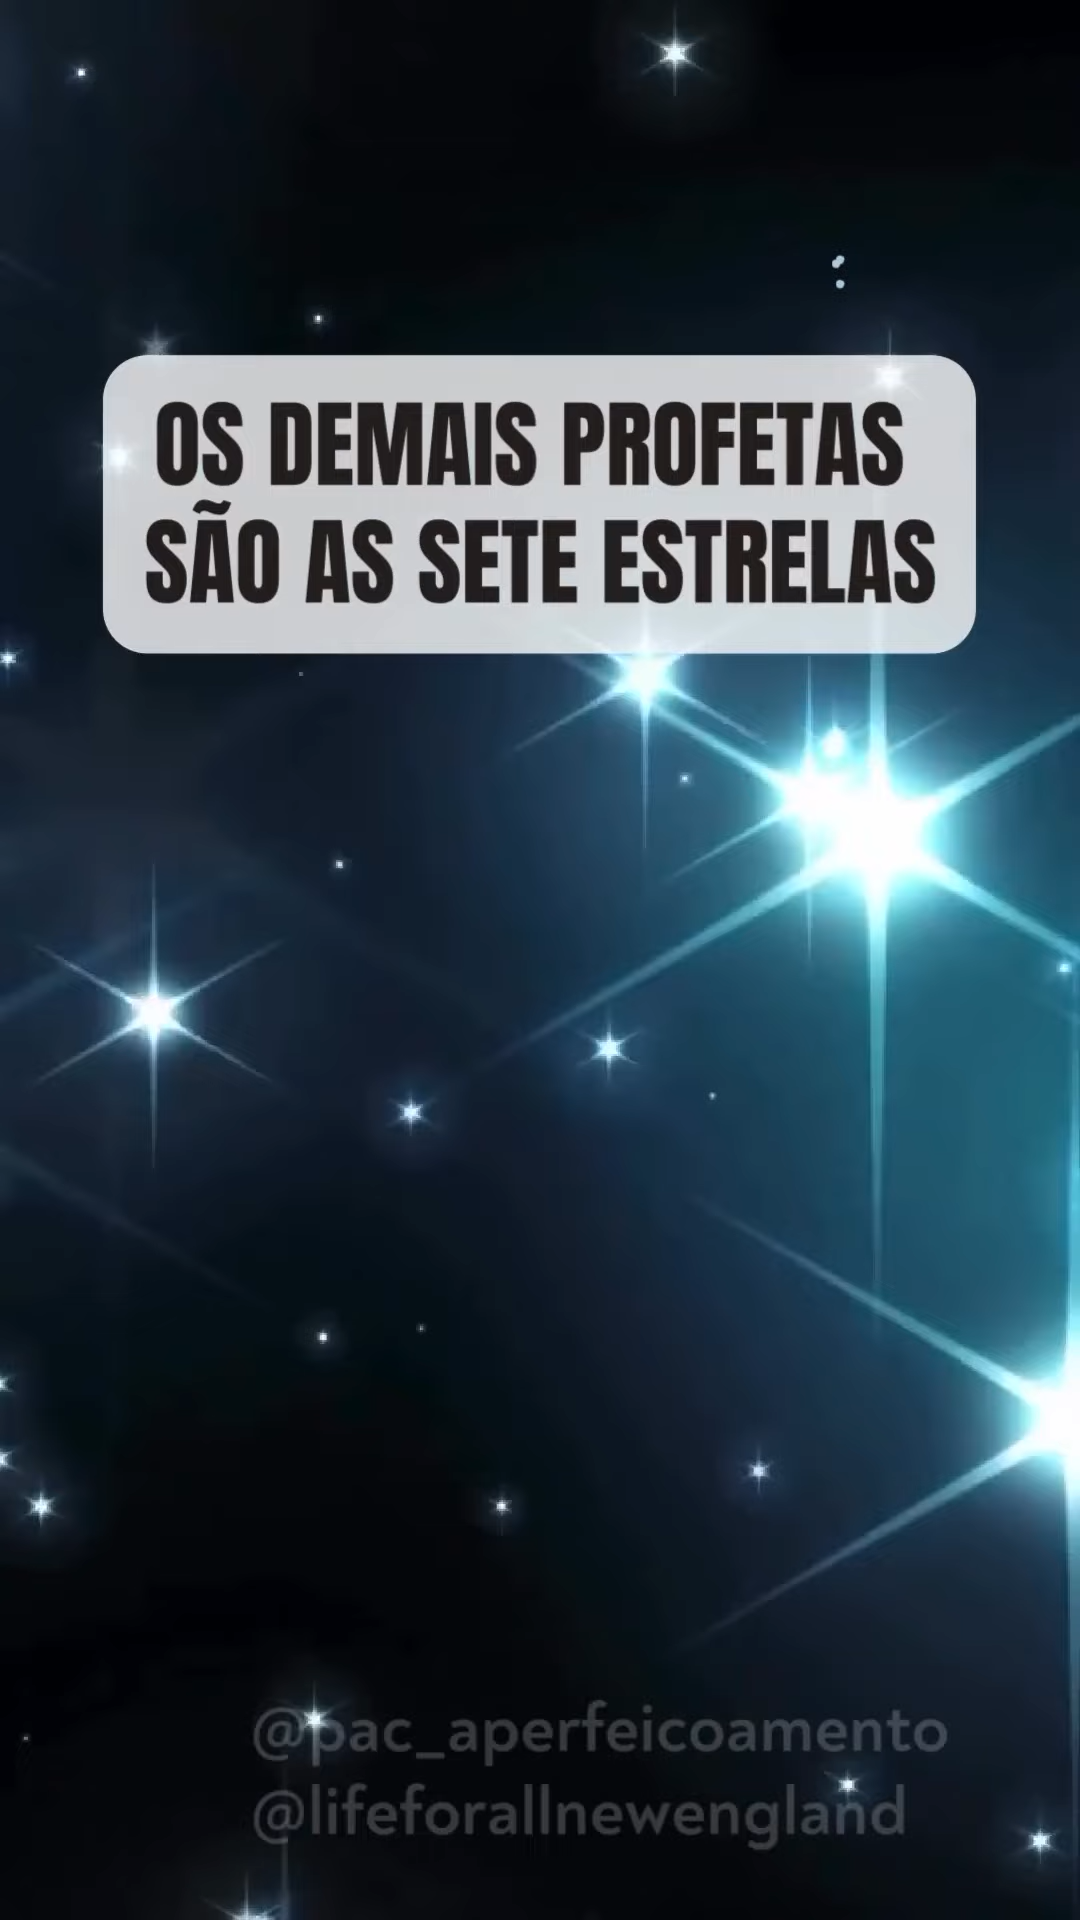 OS DEMAIS PROFETAS
SÃO AS SETE ESTRELAS
@pac_aperfeicoamento
@lifeforallnewengland